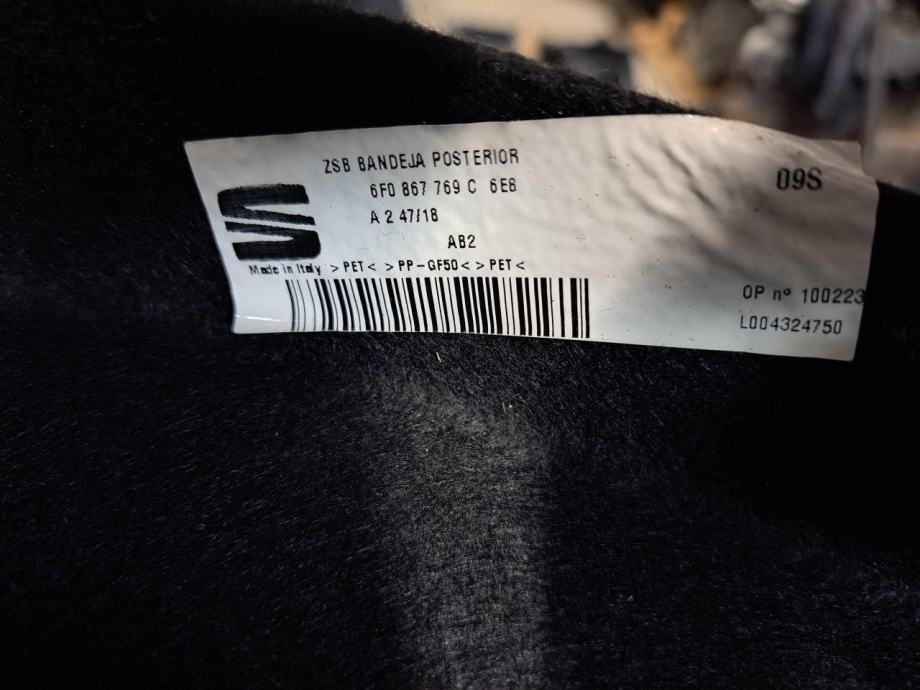 ZSB BANDEJA POSTERIOR
6F0 867 769 C 6E8
A 2 47/18
AB2
Made in Italy >PET< >PP-GF50< >PET<
09S
OP nº 100223
L004324750